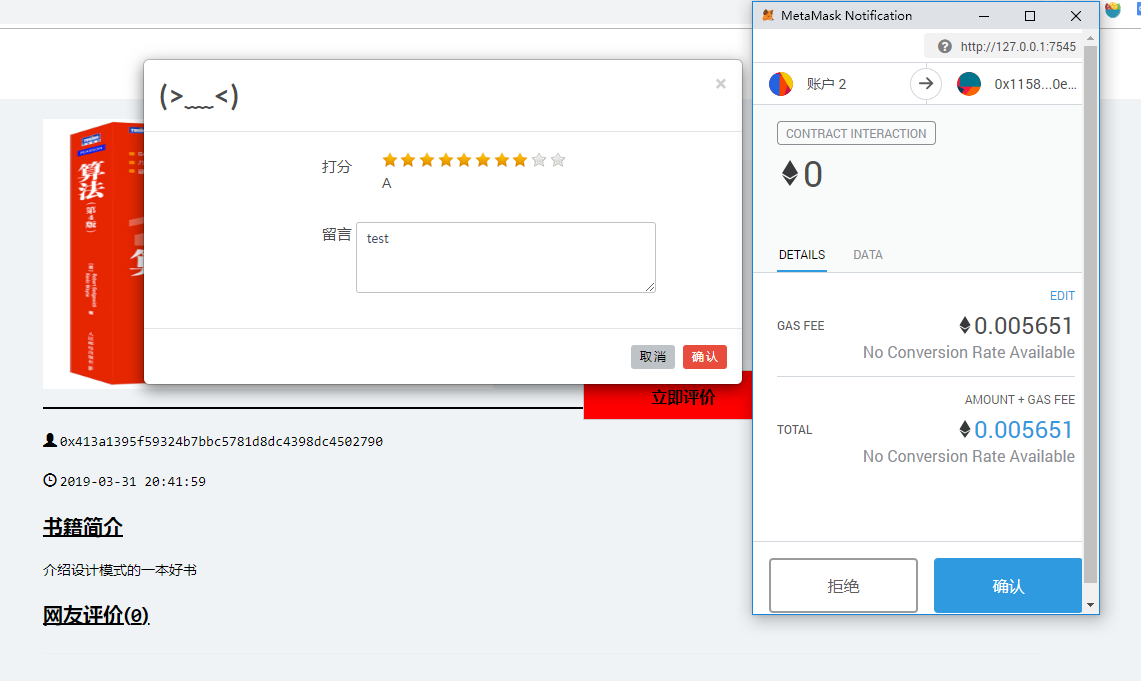 MetaMask Notification
http://127.0.0.1:7545
账户 2
0x1158...0e...
CONTRACT INTERACTION
0
DETAILS
DATA
EDIT
GAS FEE
0.005651
No Conversion Rate Available
AMOUNT + GAS FEE
TOTAL
0.005651
No Conversion Rate Available
拒绝
确认
(>﹏<)
×
打分
A
留言
test
取消
确认
算法
(第4版)
立即评价
0x413a1395f59324b7bbc5781d8dc4398dc4502790
2019-03-31 20:41:59
书籍简介
介绍设计模式的一本好书
网友评价(0)